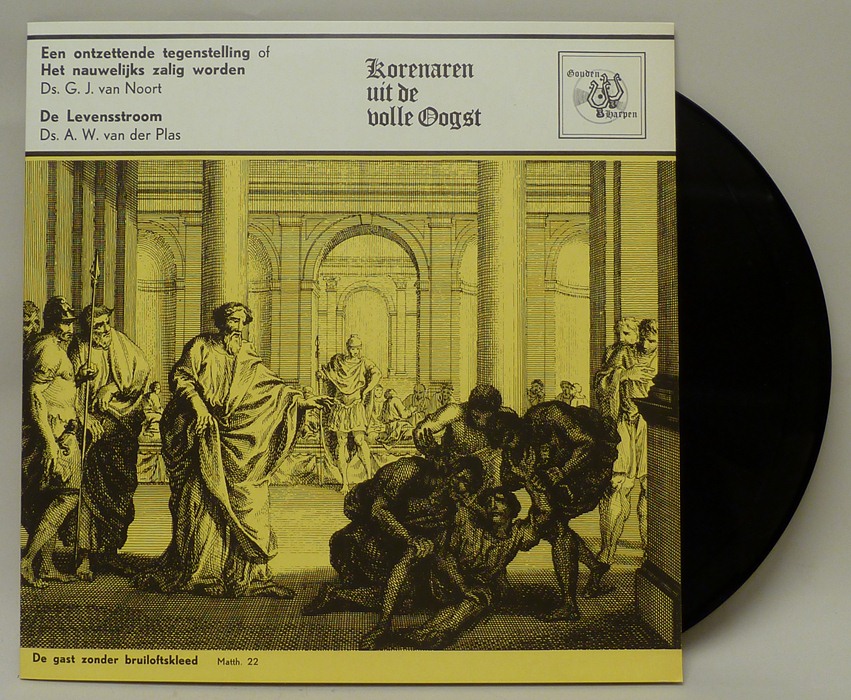 Een ontzettende tegenstelling of
Het nauwelijks zalig worden
Ds. G. J. van Noort
De Levensstroom
Ds. A. W. van der Plas
Korenaren
uit de
volle Oogst
Gouden
Harpen
De gast zonder bruiloftskleed Matth. 22